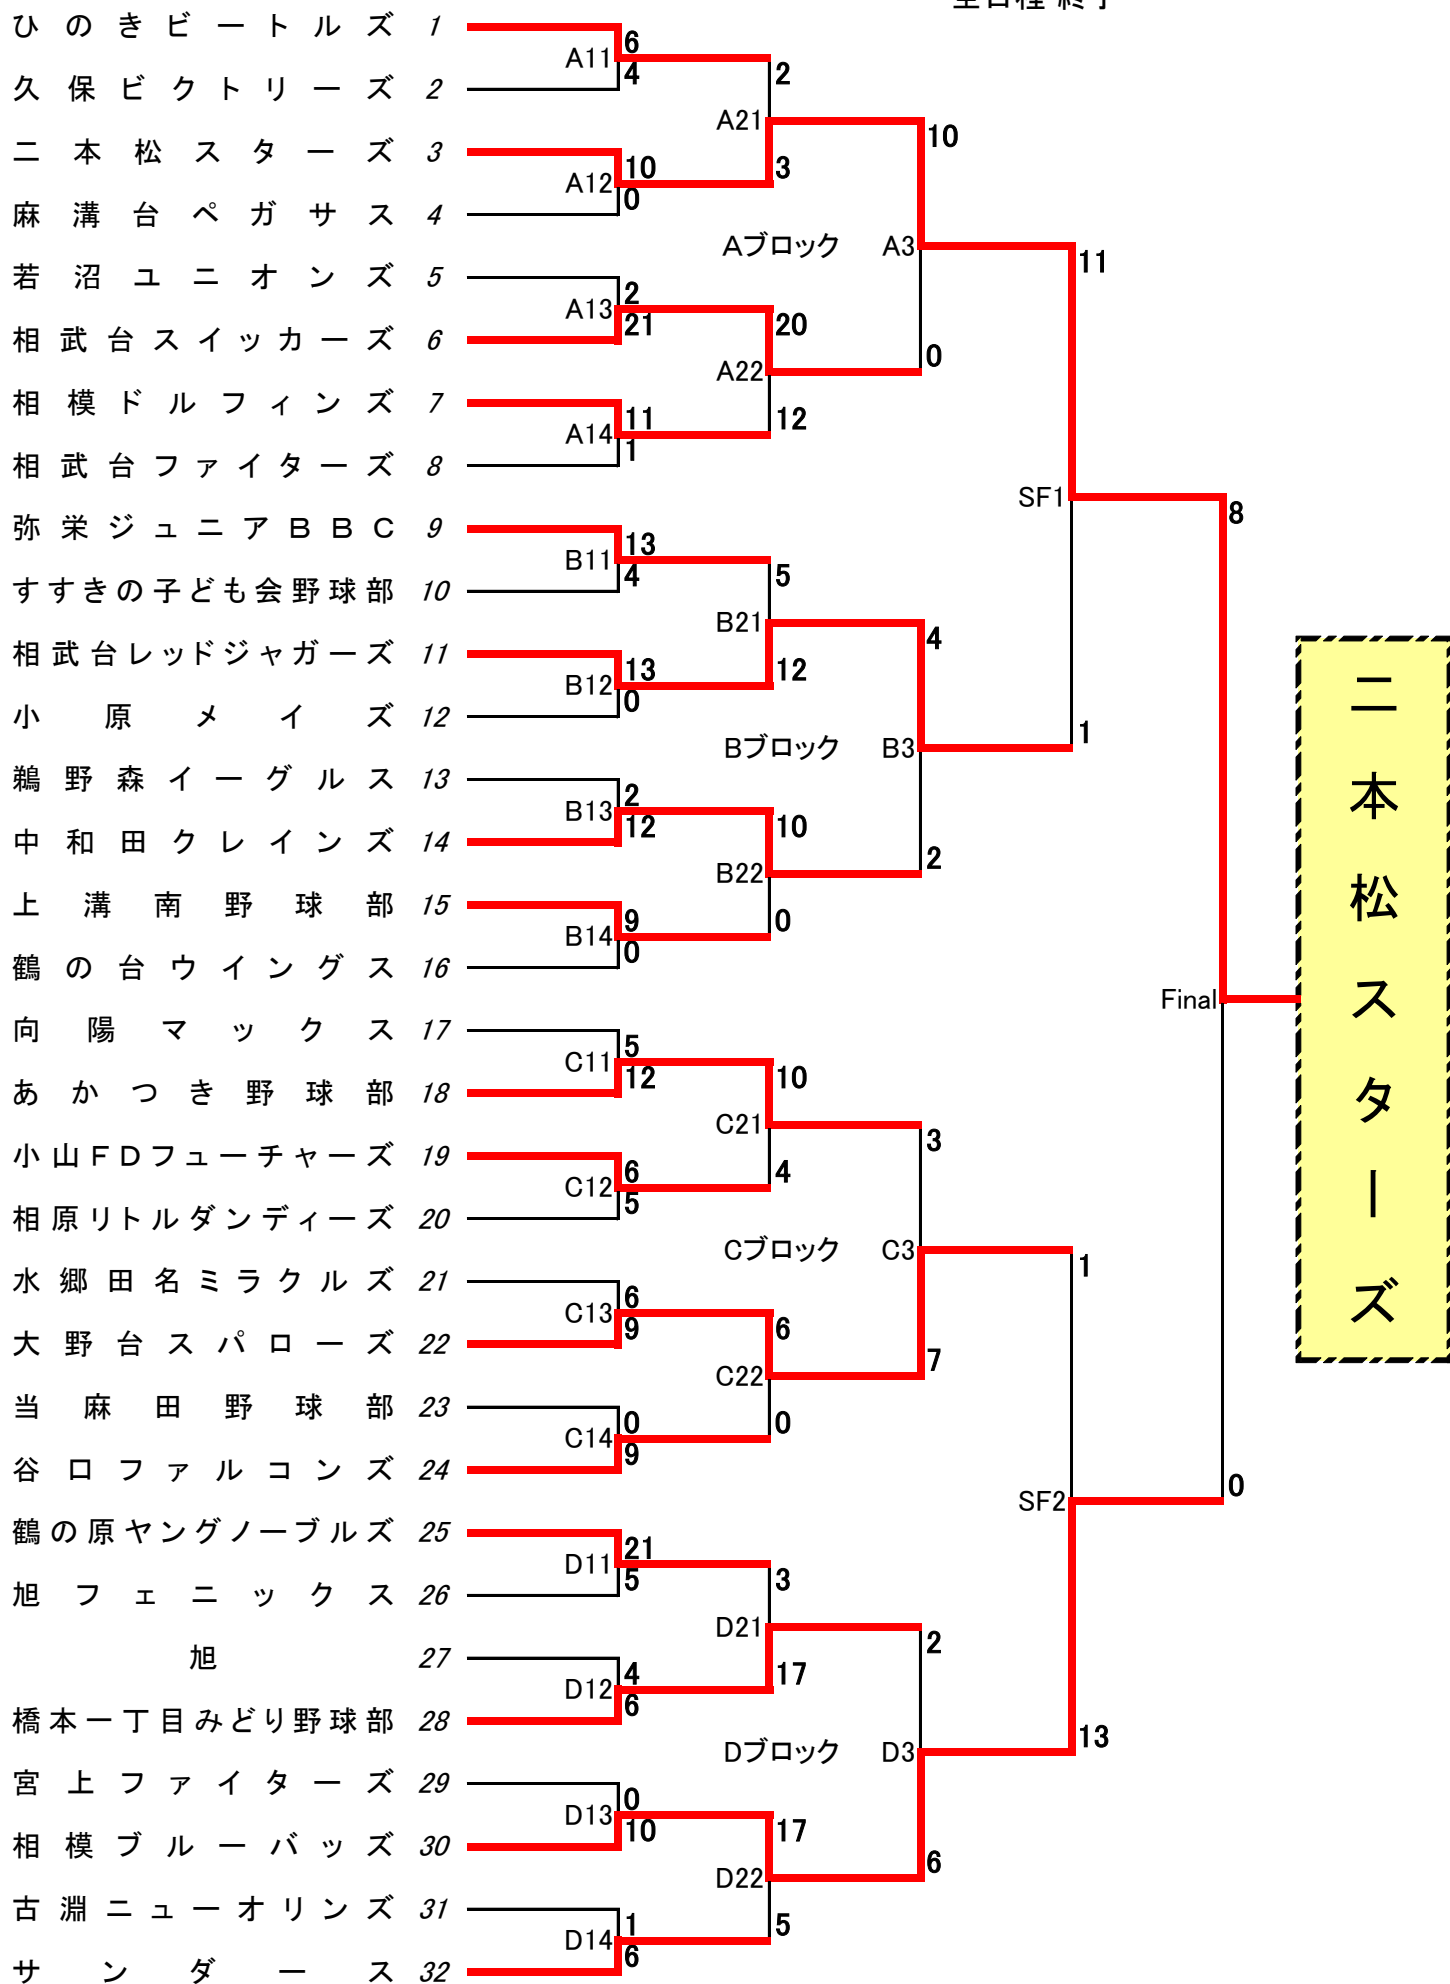 全日程 終了
ひのきビートルズ 1
6
A11
4
久保ビクトリーズ 2
2
A21
3
10
二本松スターズ 3
10
A12
0
麻溝台ペガサス 4
Aブロック A3
11
若沼ユニオンズ 5
2
A13
21
相武台スイッカーズ 6
20
A22
12
0
相模ドルフィンズ 7
11
A14
1
相武台ファイターズ 8
SF1
8
弥栄ジュニアBBC 9
13
B11
4
すすきの子ども会野球部 10
5
B21
12
4
相武台レッドジャガーズ 11
13
B12
0
小原メイズ 12
Bブロック B3
1
鵜野森イーグルス 13
2
B13
12
中和田クレインズ 14
10
B22
0
2
上溝南野球部 15
9
B14
0
鶴の台ウイングス 16
Final
二本松スターズ
向陽マックス 17
5
C11
12
あかつき野球部 18
10
C21
4
3
小山FDフューチャーズ 19
6
C12
5
相原リトルダンディーズ 20
Cブロック C3
1
水郷田名ミラクルズ 21
6
C13
9
大野台スパローズ 22
6
C22
0
7
当麻田野球部 23
0
C14
9
谷口ファルコンズ 24
SF2
0
鶴の原ヤングノーブルズ 25
21
D11
5
旭フェニックス 26
3
D21
17
2
旭 27
4
D12
6
橋本一丁目みどり野球部 28
Dブロック D3
13
宮上ファイターズ 29
0
D13
10
相模ブルーバッズ 30
17
D22
5
6
古淵ニューオリンズ 31
1
D14
6
サンダース 32